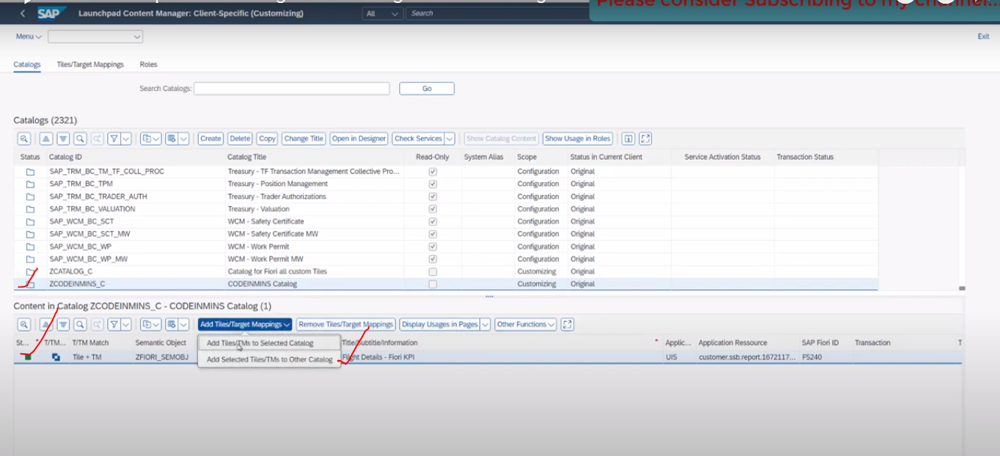 Please consider Subscribing to my channel...
SAP Launchpad Content Manager: Client-Specific (Customizing) All Search
Menu Exit
Catalogs Tiles/Target Mappings Roles
Search Catalogs: Go
Catalogs (2321)
Create Delete Copy Change Title Open in Designer Check Services Show Catalog Content Show Usage in Roles
Status Catalog ID Catalog Title Read-Only System Alias Scope Status in Current Client Service Activation Status Transaction Status
SAP_TRM_BC_TM_TF_COLL_PROC Treasury - TF Transaction Management Collective Pro... Configuration Original
SAP_TRM_BC_TPM Treasury - Position Management Configuration Original
SAP_TRM_BC_TRADER_AUTH Treasury - Trader Authorizations Configuration Original
SAP_TRM_BC_VALUATION Treasury - Valuation Configuration Original
SAP_WCM_BC_SCT WCM - Safety Certificate Configuration Original
SAP_WCM_BC_SCT_MW WCM - Safety Certificate MW Configuration Original
SAP_WCM_BC_WP WCM - Work Permit Configuration Original
SAP_WCM_BC_WP_MW WCM - Work Permit MW Configuration Original
ZCATALOG_C Catalog for Fiori all custom Tiles Customizing Original
ZCODEINMINS_C CODEINMINS Catalog Customizing Original
Content in Catalog ZCODEINMINS_C - CODEINMINS Catalog (1)
Add Tiles/Target Mappings Remove Tiles/Target Mappings Display Usages in Pages Other Functions
St... T/TM... T/TM Match Semantic Object Add Tiles/TMs to Selected Catalog Title/Subtitle/Information Applic... Application Ressource SAP Fiori ID Transaction T
Tile + TM ZFIORI_SEMOBJ Add Selected Tiles/TMs to Other Catalog Flight Details - Fiori KPI UI5 customer.ssb.report.1672117... F5240